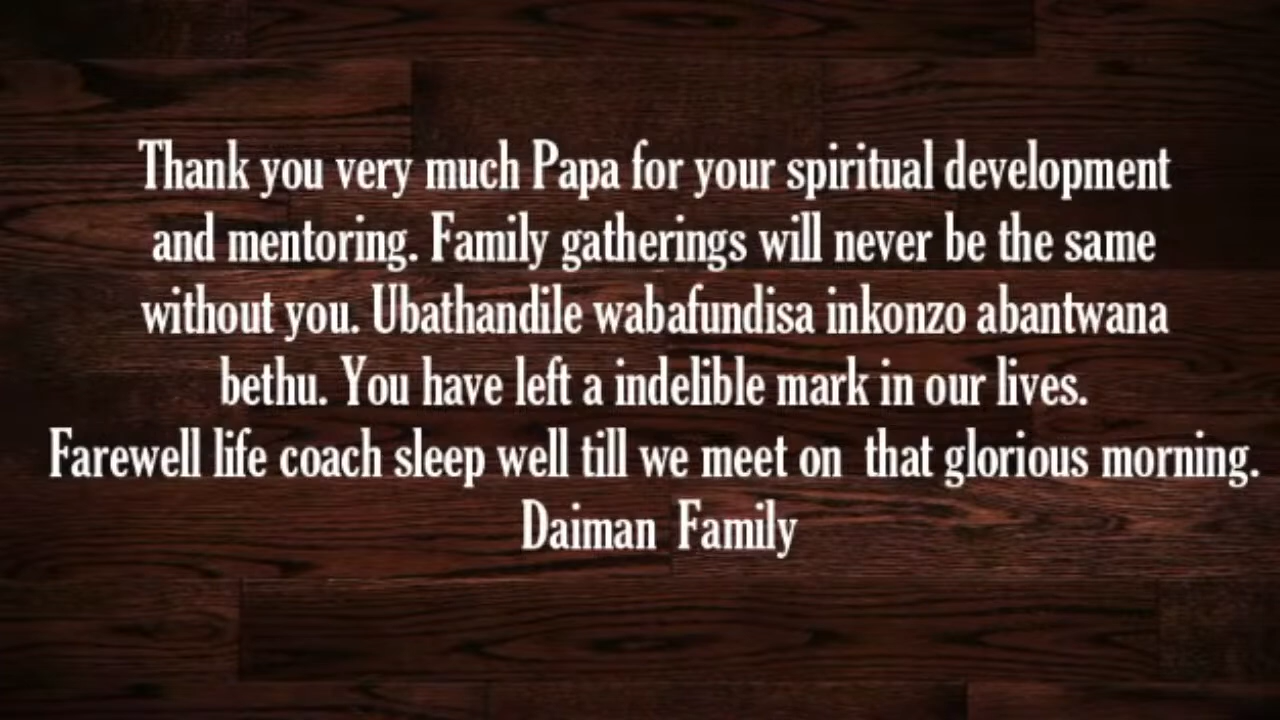 Thank you very much Papa for your spiritual development
and mentoring. Family gatherings will never be the same
without you. Ubathandile wabafundisa inkonzo abantwana
bethu. You have left a indelible mark in our lives.
Farewell life coach sleep well till we meet on that glorious morning.
Daiman Family